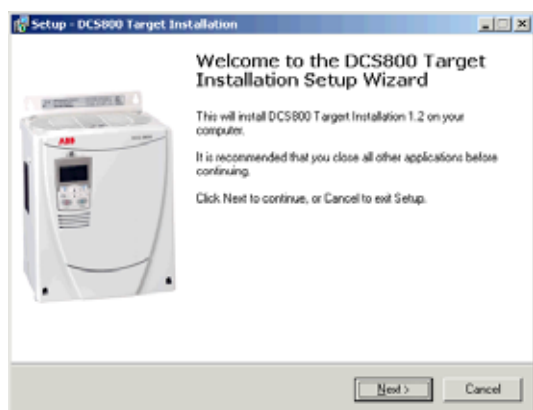 Setup - DCS800 Target Installation
Welcome to the DCS800 Target
Installation Setup Wizard
This will install DCS800 Targert Installation 1.2 on your
computer.
It is recommended that you close all other applications before
continuing.
Click Next to continue, or Cancel to exit Setup.
ABB
Next >
Cancel